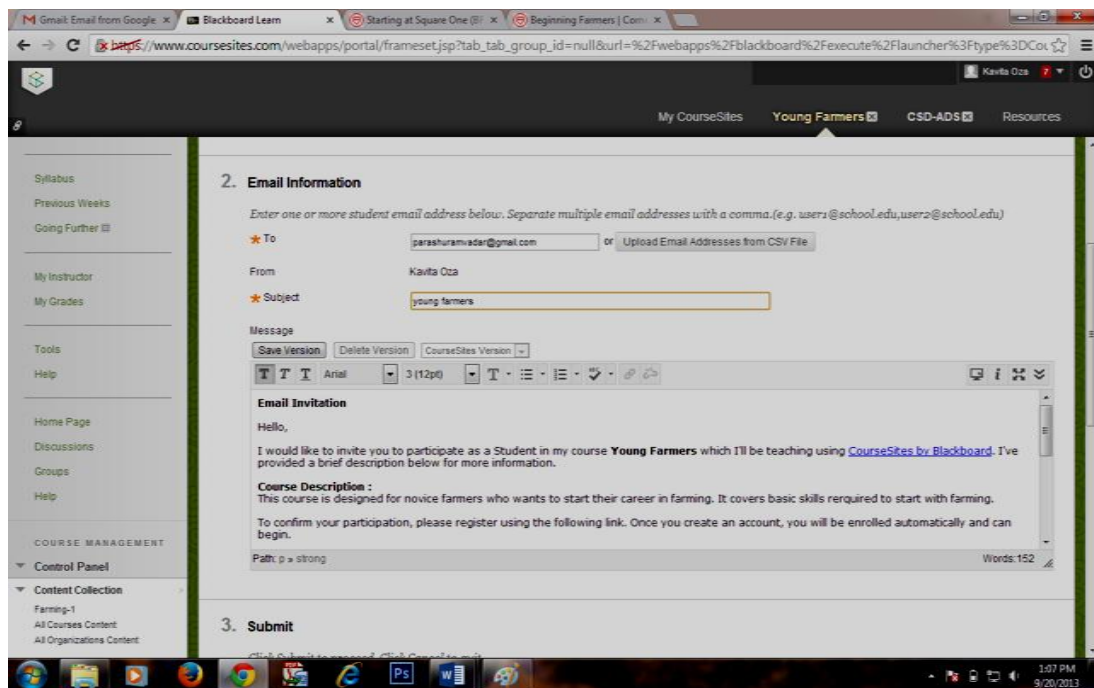 Gmail: Email from Google
Blackboard Learn
Starting at Square One (BF
Beginning Farmers | Com
https://www.coursesites.com/webapps/portal/frameset.jsp?tab_tab_group_id=null&url=%2Fwebapps%2Fblackboard%2Fexecute%2Flauncher%3Ftype%3DCou
Kavita Oza 7
My CourseSites Young Farmers CSD-ADS Resources
Syllabus
Previous Weeks
Going Further
My Instructor
My Grades
Tools
Help
Home Page
Discussions
Groups
Help
COURSE MANAGEMENT
Control Panel
Content Collection
Farming-1
All Courses Content
All Organizations Content
2. Email Information
Enter one or more student email address below. Separate multiple email addresses with a comma.(e.g. user1@school.edu,user2@school.edu)
To parashuramvadar@gmail.com or Upload Email Addresses from CSV File
From Kavita Oza
Subject young farmers
Message
Save Version Delete Version CourseSites Version
T T T Arial 3 (12pt) T
Email Invitation
Hello,
I would like to invite you to participate as a Student in my course Young Farmers which I'll be teaching using CourseSites by Blackboard. I've
provided a brief description below for more information.
Course Description :
This course is designed for novice farmers who wants to start their career in farming. It covers basic skills rerquired to start with farming.
To confirm your participation, please register using the following link. Once you create an account, you will be enrolled automatically and can
begin.
Path: p » strong Words:152
3. Submit
Click Submit to proceed. Click Cancel to quit.
1:07 PM
9/20/2013